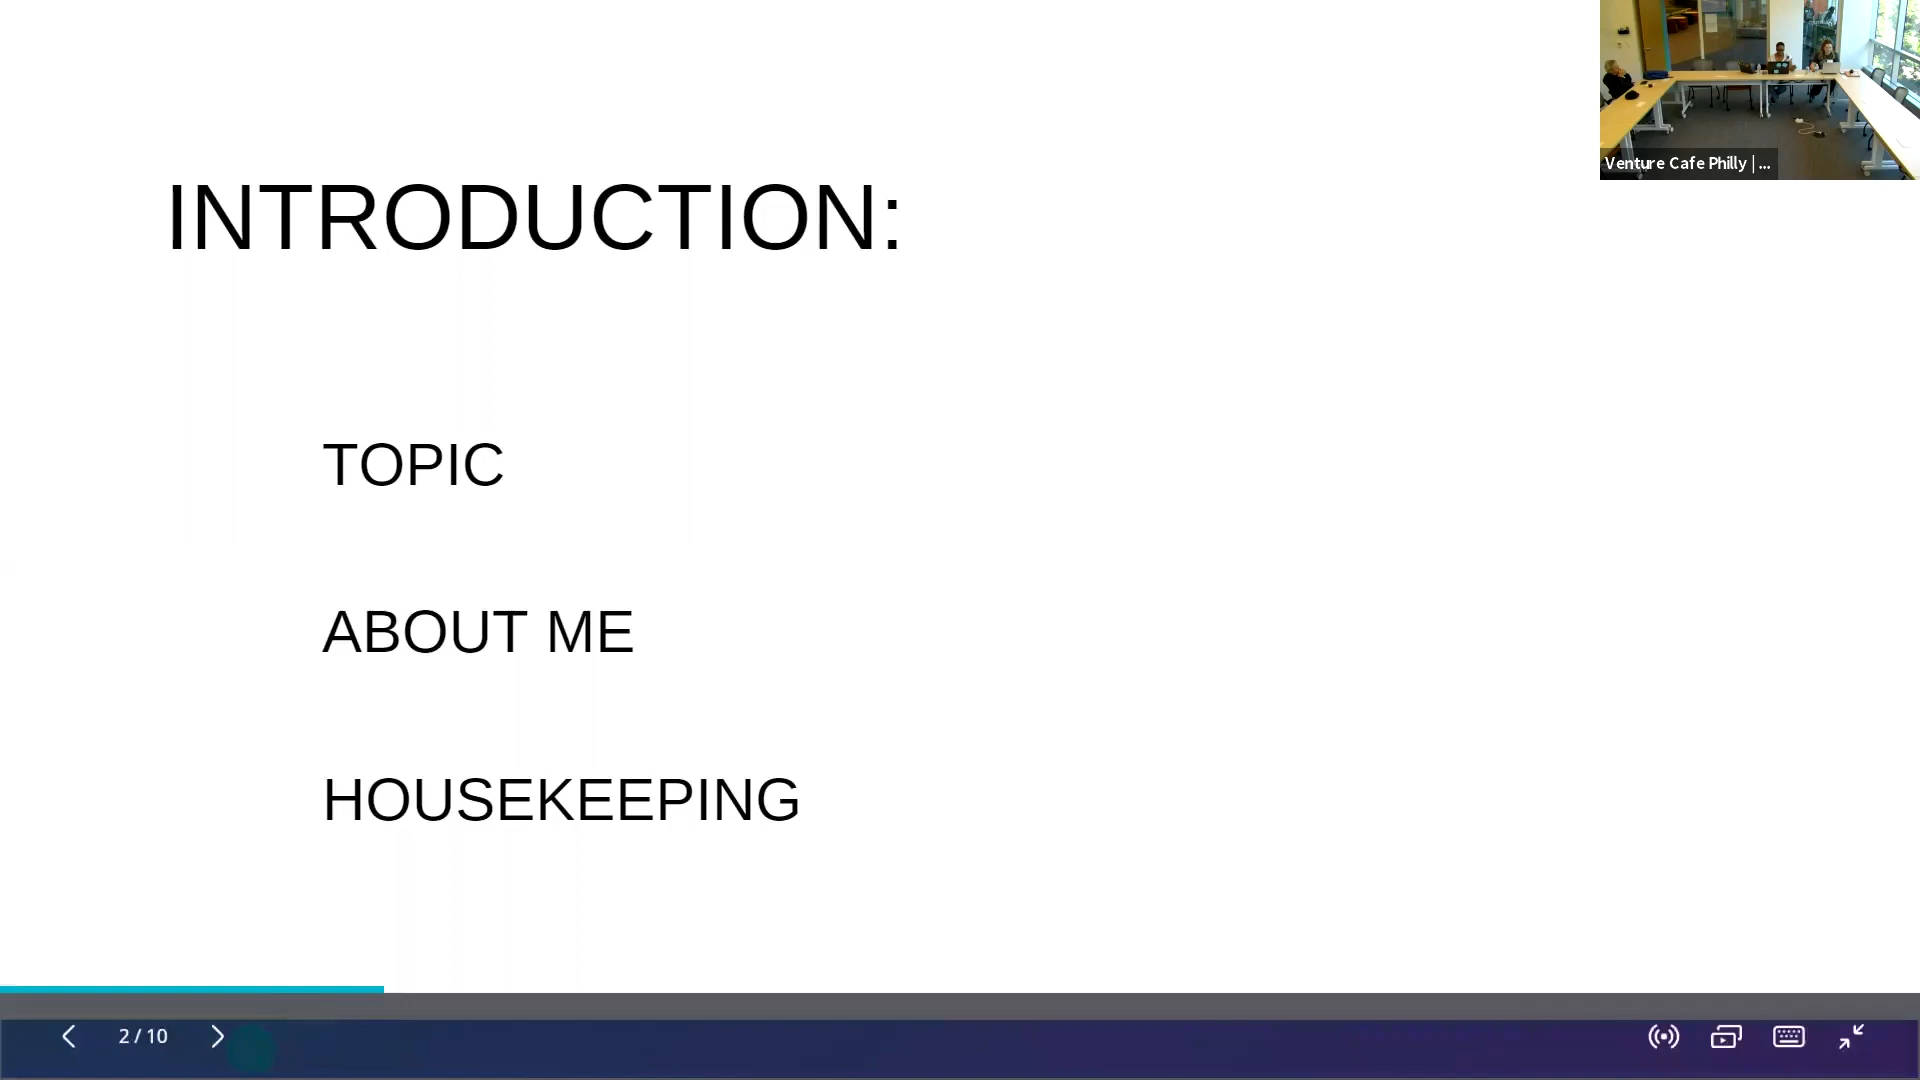 INTRODUCTION:
TOPIC
ABOUT ME
HOUSEKEEPING
Venture Cafe Philly | ...
2 / 10